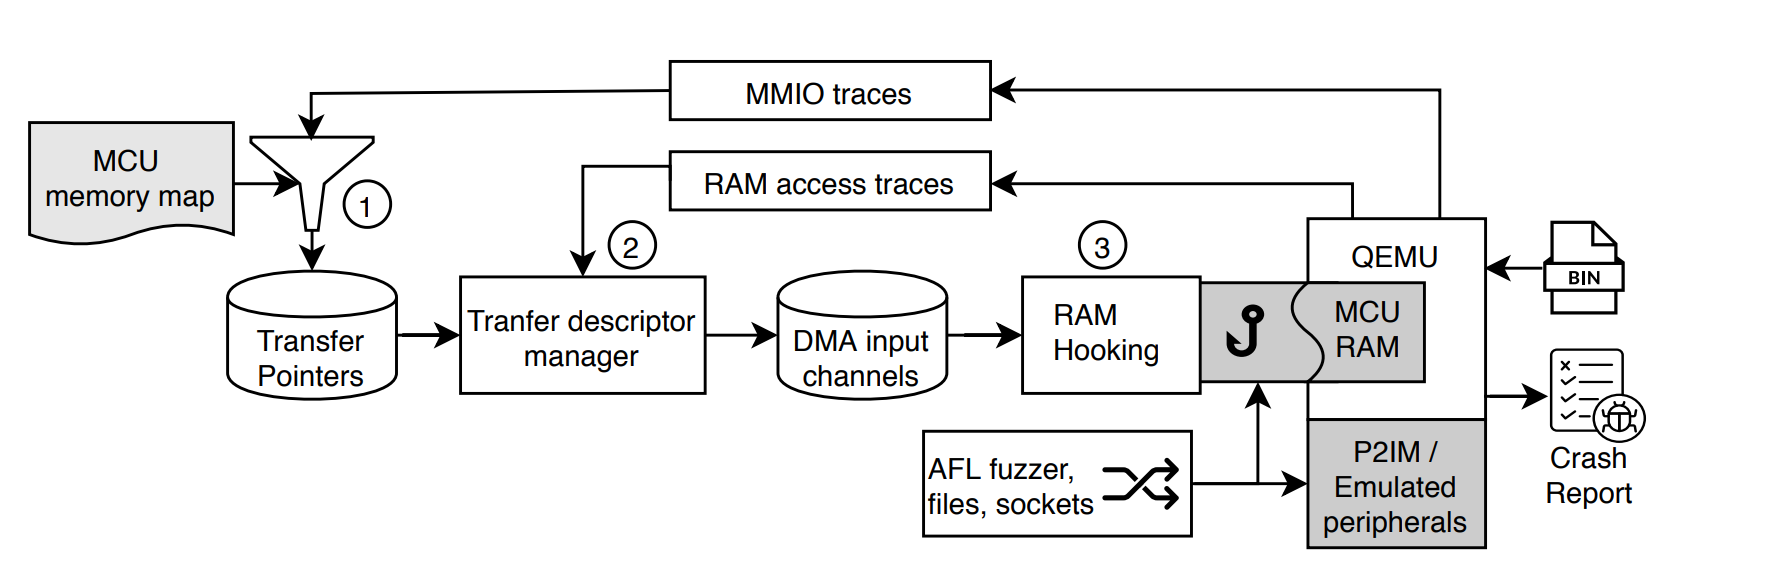 MMIO traces
MCU
memory map
RAM access traces
1
2
3
QEMU
BIN
Transfer
Pointers
Tranfer descriptor
manager
DMA input
channels
RAM
Hooking
MCU
RAM
AFL fuzzer,
files, sockets
P2IM /
Emulated
peripherals
Crash
Report